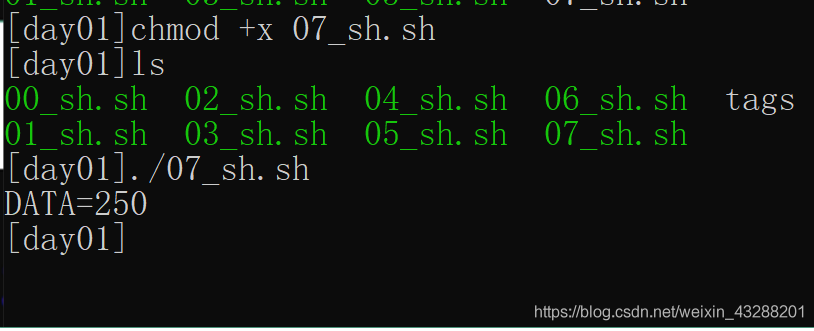 [day01]chmod +x 07_sh.sh
[day01]ls
00_sh.sh  02_sh.sh  04_sh.sh  06_sh.sh  tags
01_sh.sh  03_sh.sh  05_sh.sh  07_sh.sh
[day01]./07_sh.sh
DATA=250
[day01]
https://blog.csdn.net/weixin_43288201